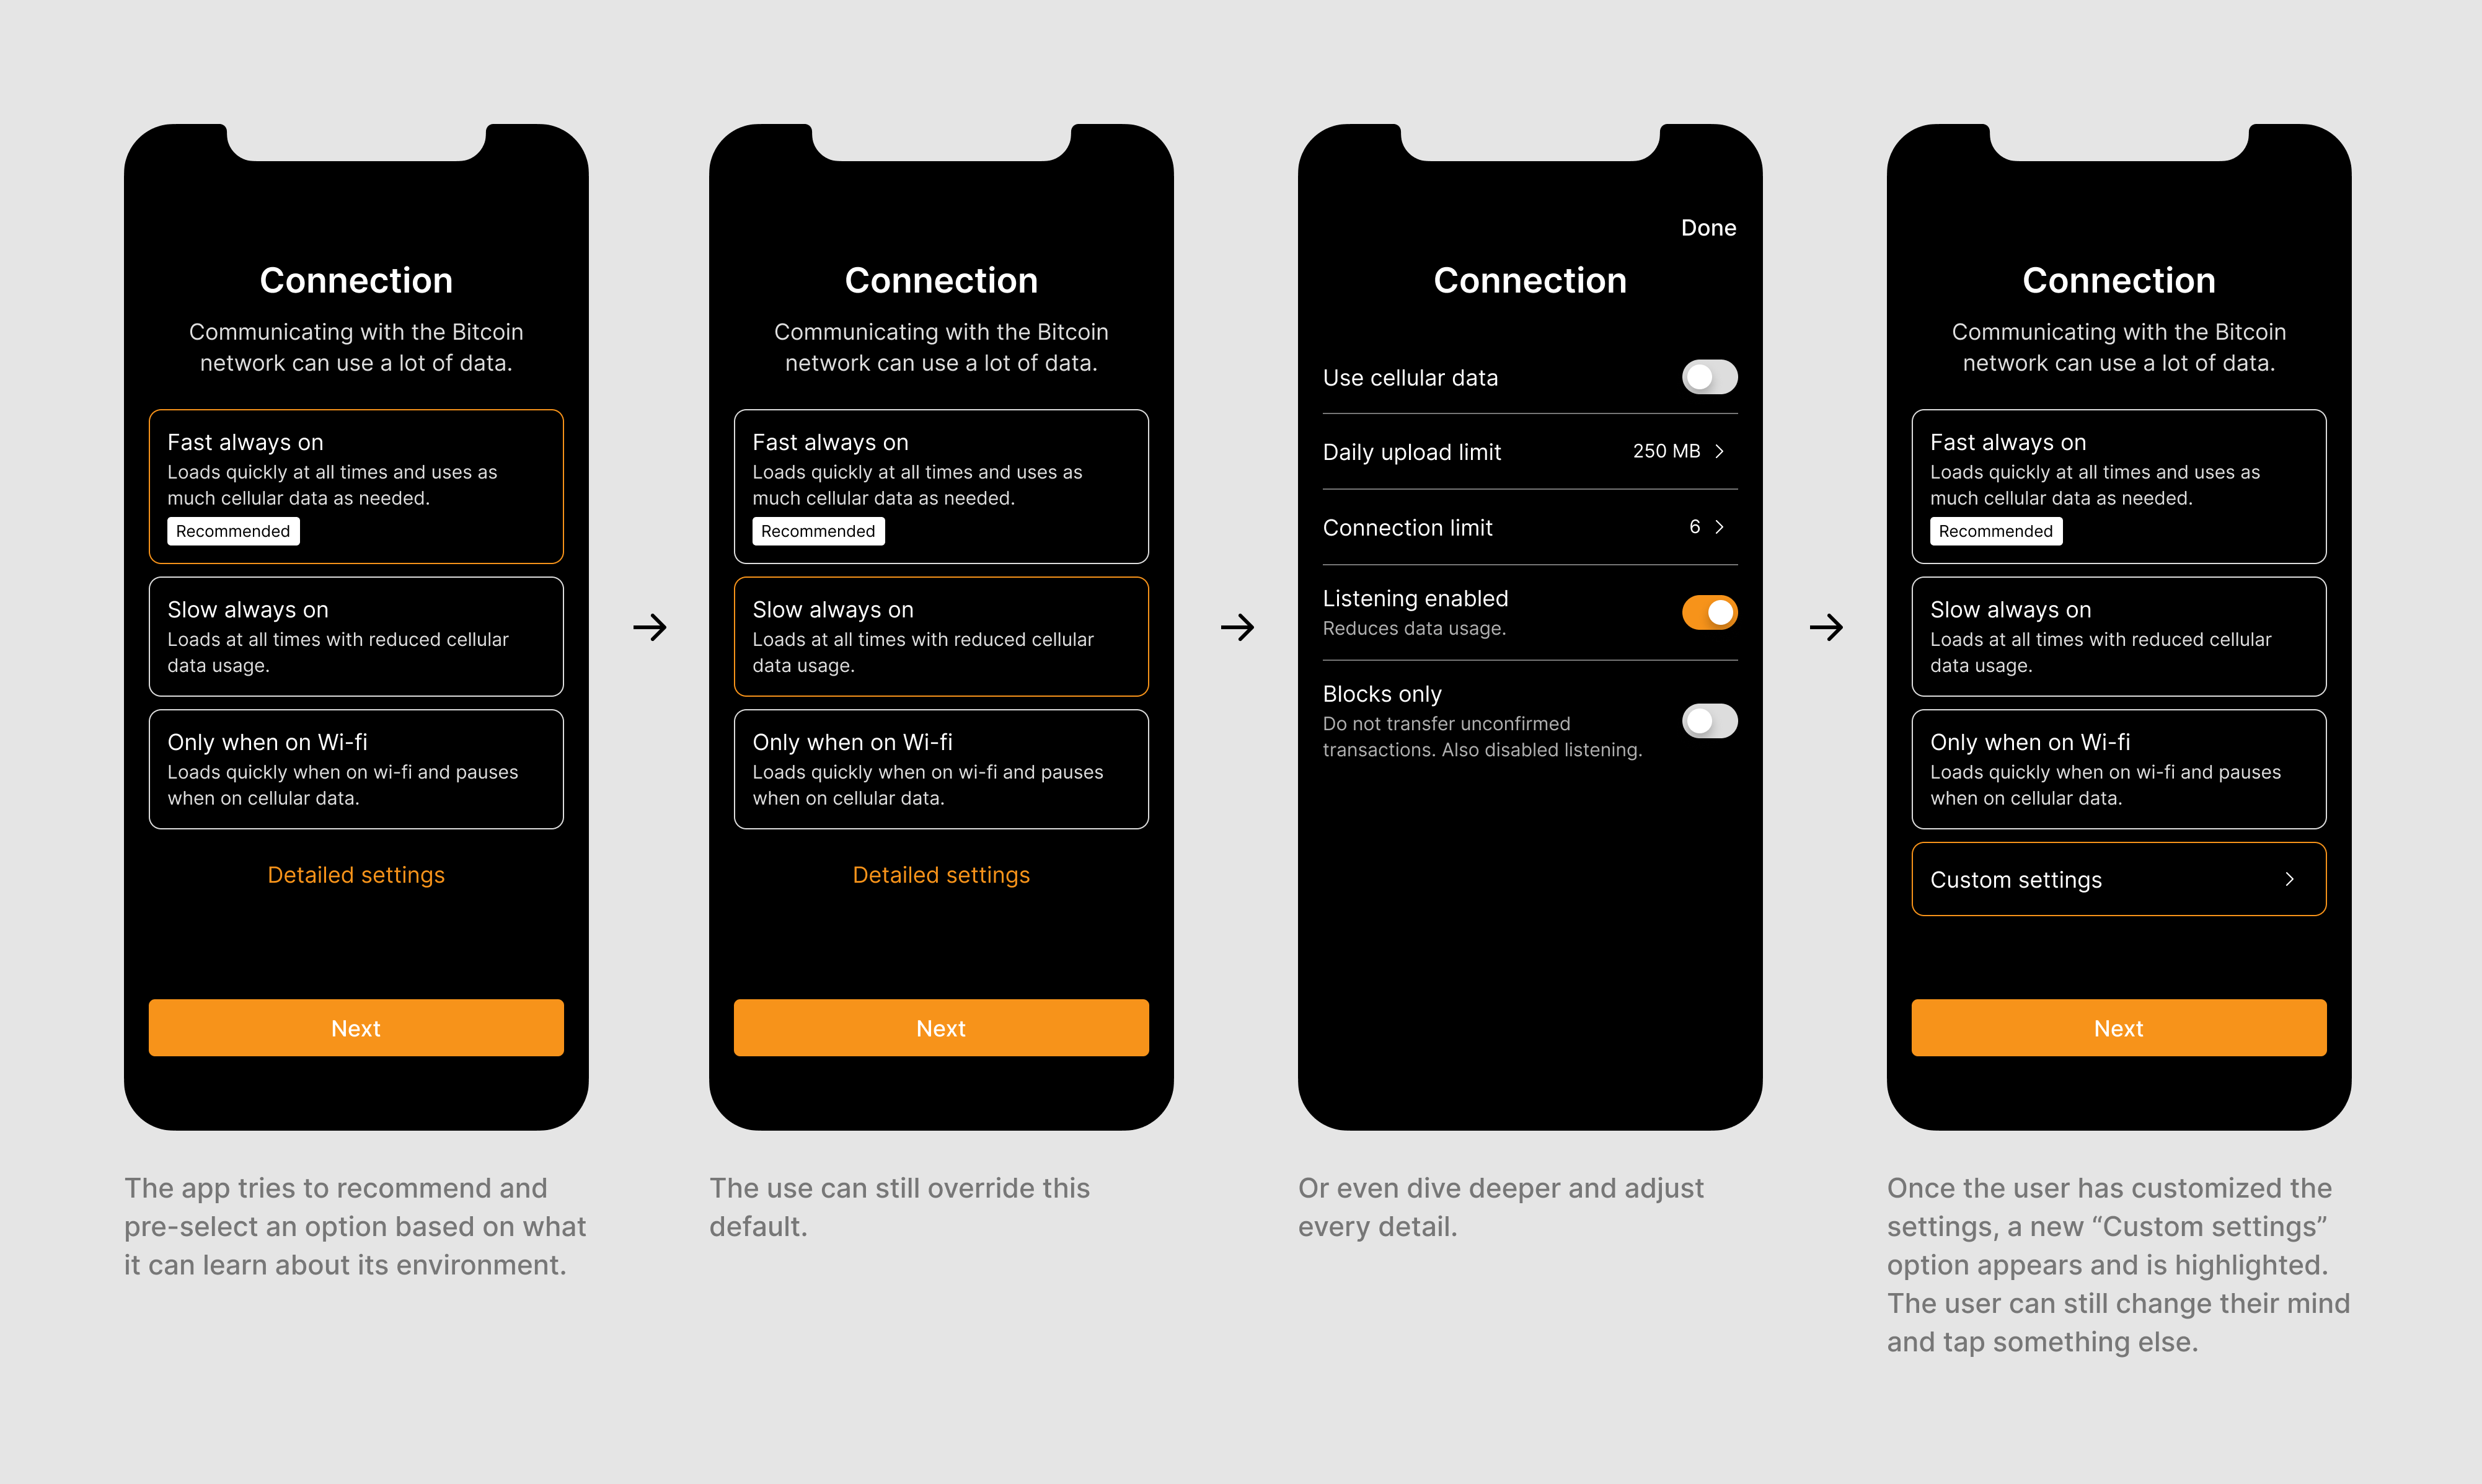 Connection
Communicating with the Bitcoin
network can use a lot of data.
Fast always on
Loads quickly at all times and uses as
much cellular data as needed.
Recommended
Slow always on
Loads at all times with reduced cellular
data usage.
Only when on Wi-fi
Loads quickly when on wi-fi and pauses
when on cellular data.
Detailed settings
Next
The app tries to recommend and
pre-select an option based on what
it can learn about its environment.
Connection
Communicating with the Bitcoin
network can use a lot of data.
Fast always on
Loads quickly at all times and uses as
much cellular data as needed.
Recommended
Slow always on
Loads at all times with reduced cellular
data usage.
Only when on Wi-fi
Loads quickly when on wi-fi and pauses
when on cellular data.
Detailed settings
Next
The use can still override this
default.
Done
Connection
Use cellular data
Daily upload limit 250 MB
Connection limit 6
Listening enabled
Reduces data usage.
Blocks only
Do not transfer unconfirmed
transactions. Also disabled listening.
Or even dive deeper and adjust
every detail.
Connection
Communicating with the Bitcoin
network can use a lot of data.
Fast always on
Loads quickly at all times and uses as
much cellular data as needed.
Recommended
Slow always on
Loads at all times with reduced cellular
data usage.
Only when on Wi-fi
Loads quickly when on wi-fi and pauses
when on cellular data.
Custom settings
Next
Once the user has customized the
settings, a new “Custom settings”
option appears and is highlighted.
The user can still change their mind
and tap something else.